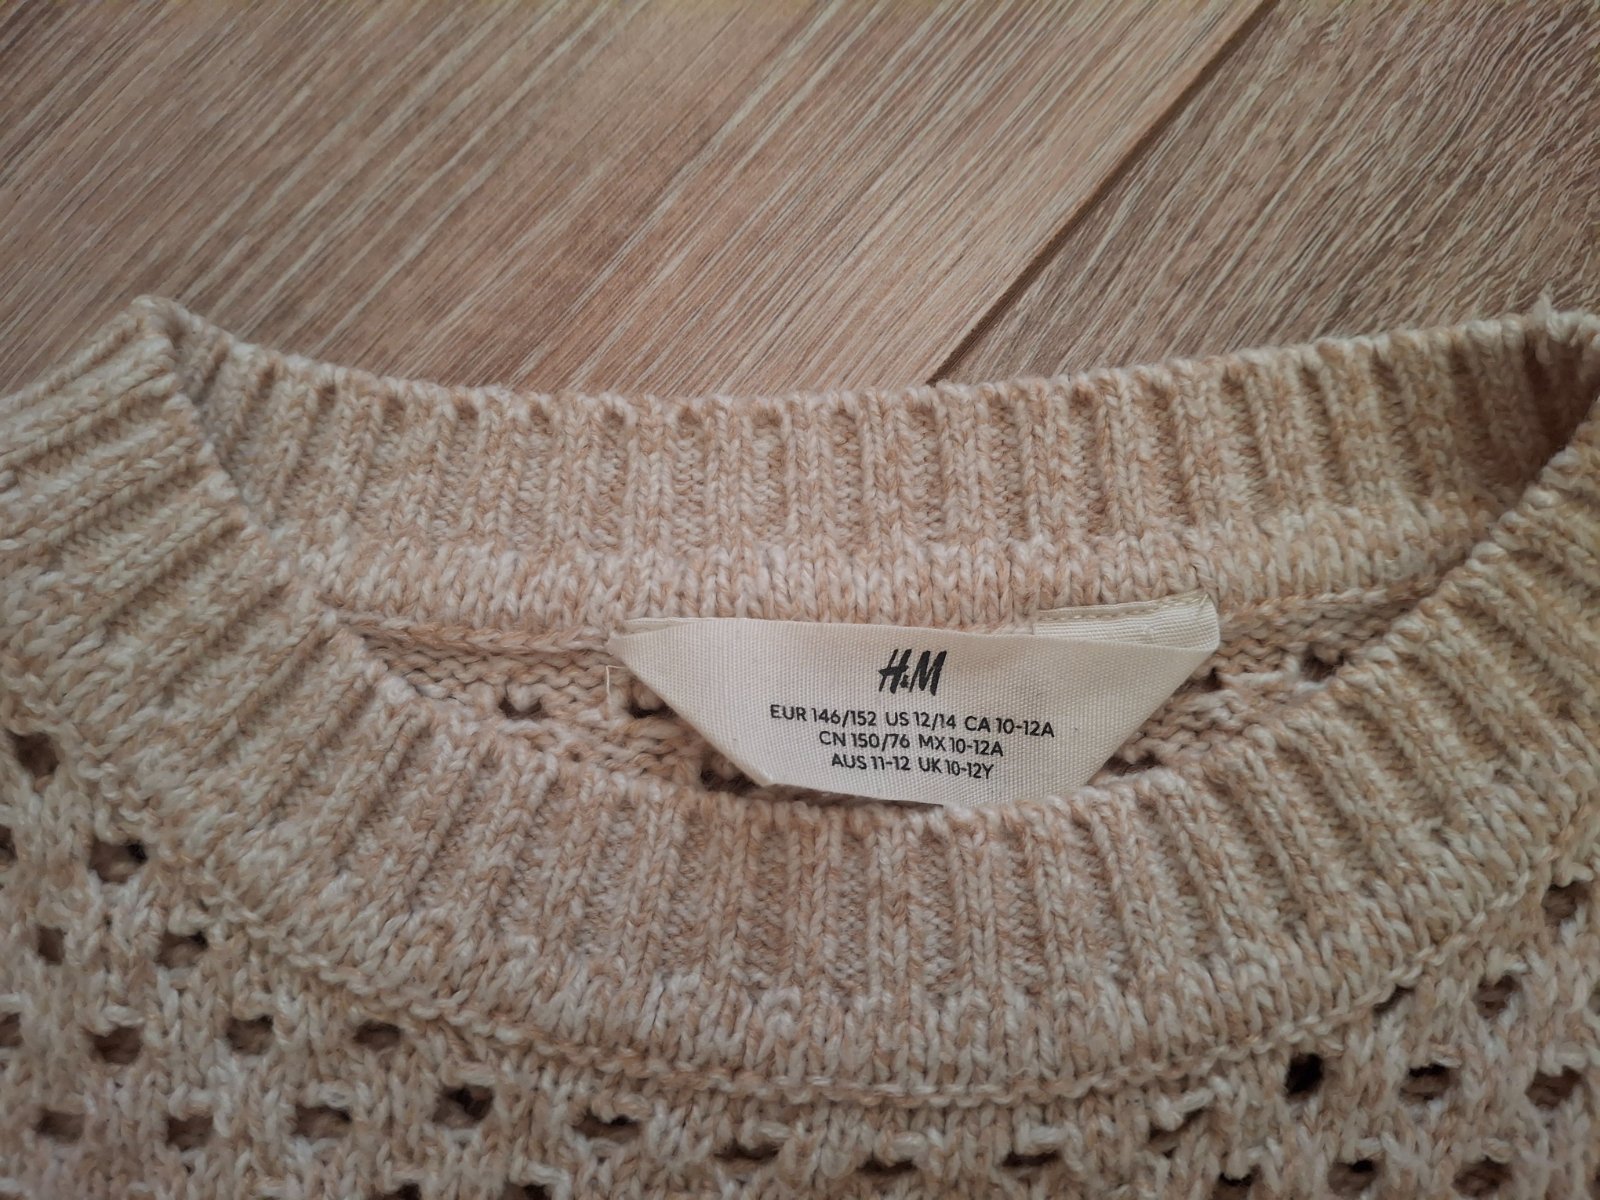 H&M
EUR 146/152 US 12/14 CA 10-12A
CN 150/76 MX 10-12A
AUS 11-12 UK 10-12Y